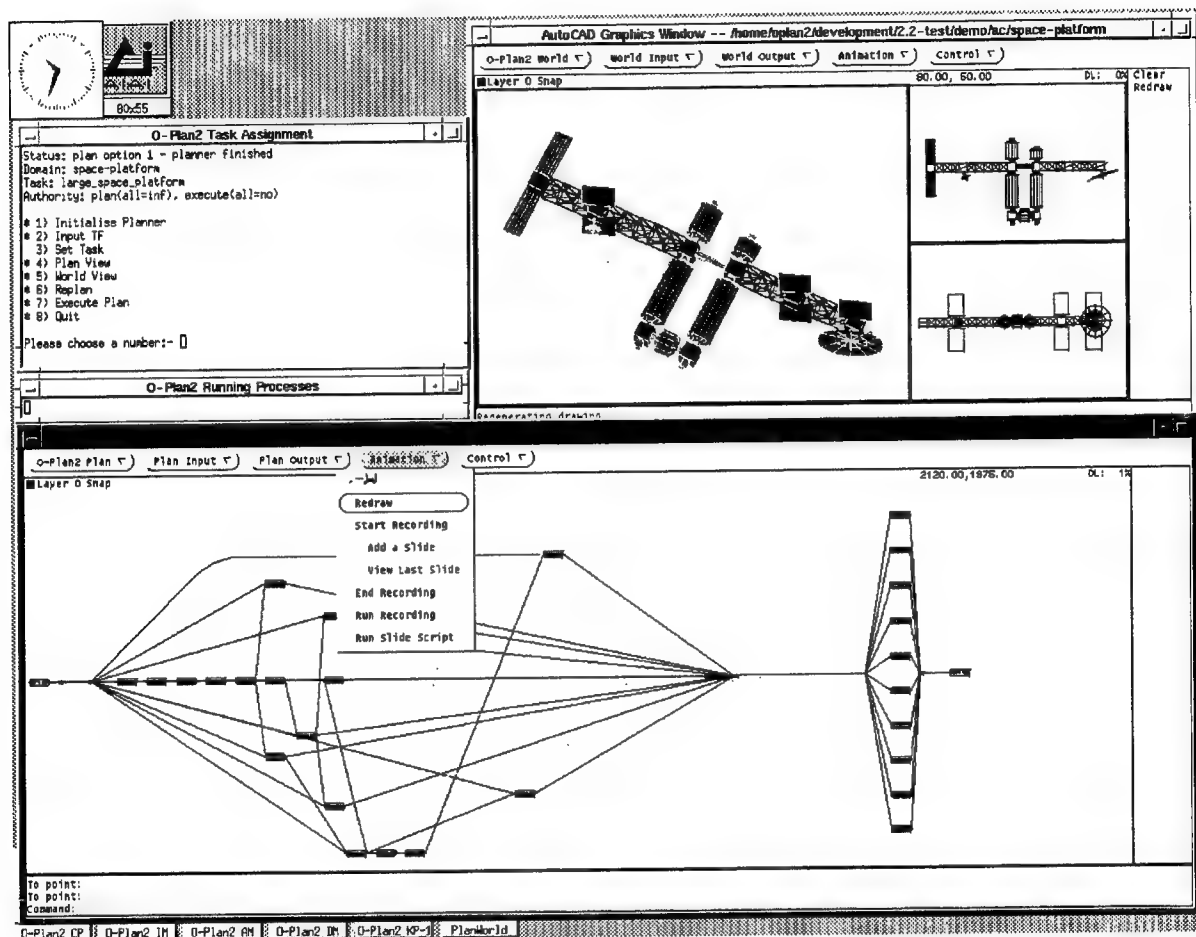 80x55
O-Plan2 Task Assignment
Status: plan option 1 - planner finished
Domain: space-platform
Task: large_space_platform
Authority: plan(all=inf), execute(all=no)
* 1) Initialise Planner
* 2) Input TF
3) Set Task
* 4) Plan View
* 5) World View
* 6) Replan
* 7) Execute Plan
* 8) Quit
Please choose a number:-
O-Plan2 Running Processes
AutoCAD Graphics Window -- /home/oplan2/development/2.2-test/demo/ac/space-platform
O-Plan2 World
World Input
World Output
Animation
Control
Layer 0 Snap
80.00, 50.00
DL: 0%
Clear
Redraw
Regenerating drawing
O-Plan2 Plan
Plan Input
Plan Output
Animation
Control
Layer 0 Snap
2120.00,1975.00
DL: 1%
Redraw
Start Recording
Add a Slide
View Last Slide
End Recording
Run Recording
Run Slide Script
To point:
To point:
Command:
O-Plan2 CP
O-Plan2 IM
O-Plan2 AM
O-Plan2 DM
O-Plan2 KP-1
PlanWorld